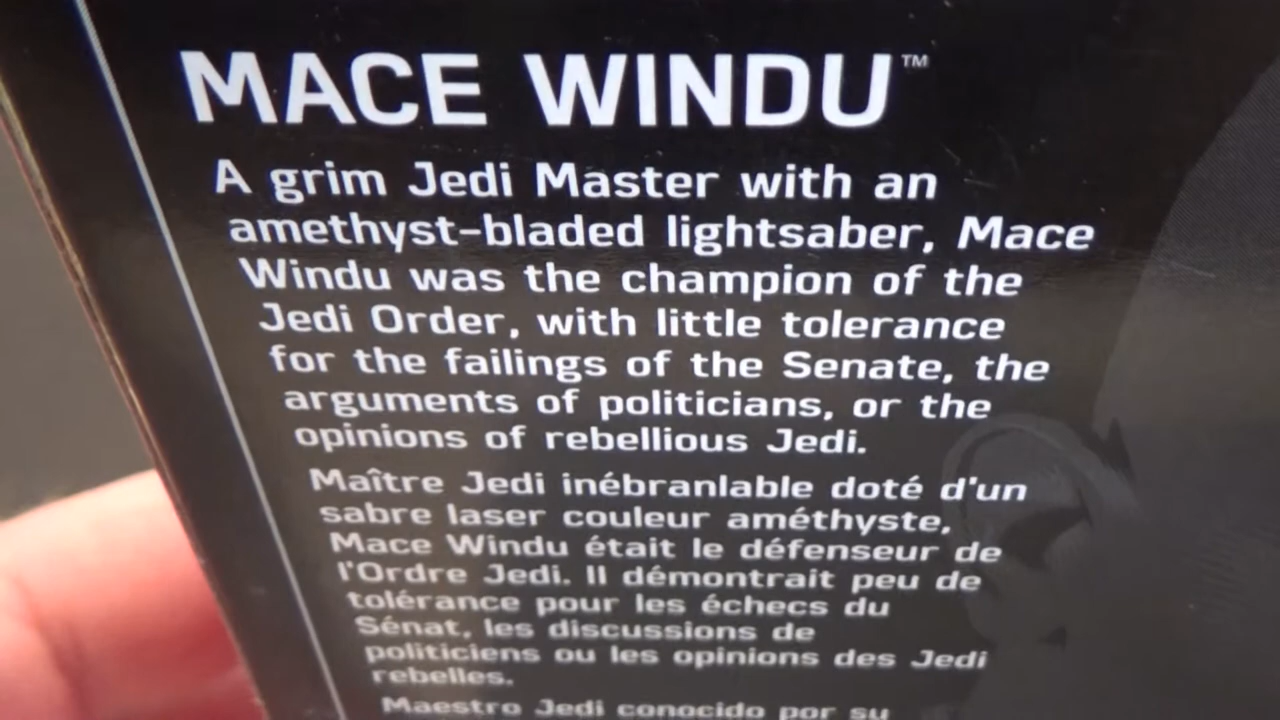 MACE WINDU™
A grim Jedi Master with an
amethyst-bladed lightsaber, Mace
Windu was the champion of the
Jedi Order, with little tolerance
for the failings of the Senate, the
arguments of politicians, or the
opinions of rebellious Jedi.
Maître Jedi inébranlable doté d'un
sabre laser couleur améthyste,
Mace Windu était le défenseur de
l'Ordre Jedi. Il démontrait peu de
tolérance pour les échecs du
Sénat, les discussions de
politiciens ou les opinions des Jedi
rebelles.
Maestro Jedi conocido por su